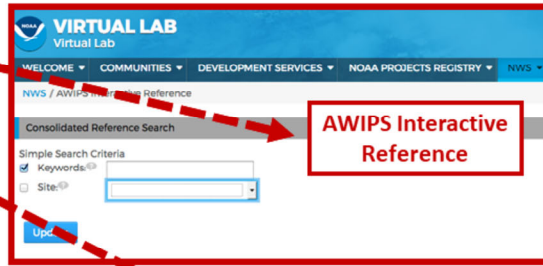 NOAA
VIRTUAL LAB
Virtual Lab
WELCOME ▾ COMMUNITIES ▾ DEVELOPMENT SERVICES ▾ NOAA PROJECTS REGISTRY ▾ NWS ▾
NWS / AWIPS Interactive Reference
Consolidated Reference Search
AWIPS Interactive
Reference
Simple Search Criteria
Keywords:
Site: